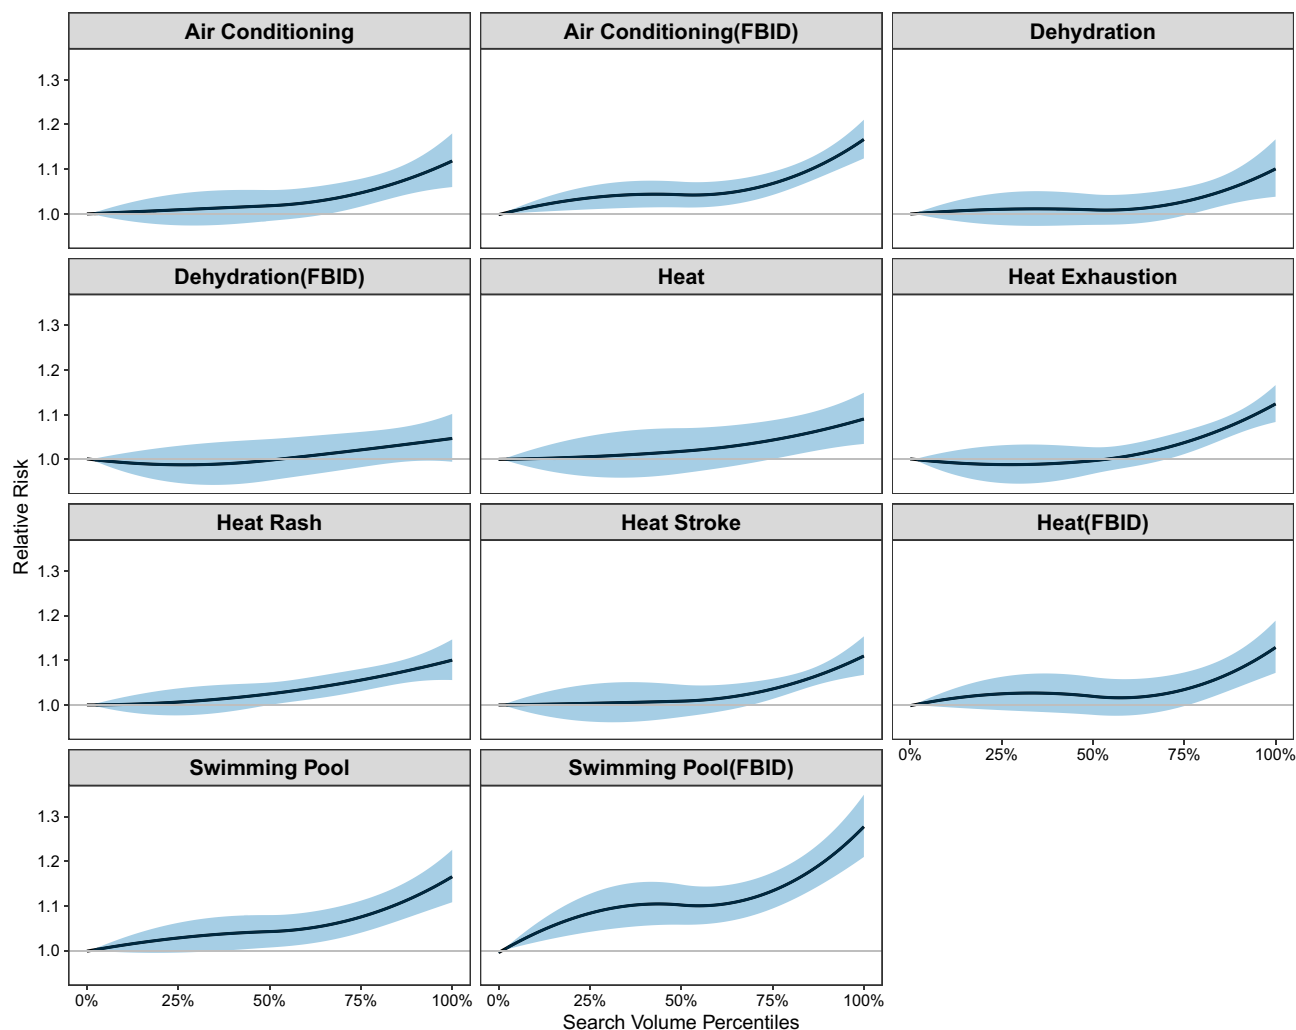 Air Conditioning
Air Conditioning(FBID)
Dehydration
1.3
1.2
1.1
1.0
Dehydration(FBID)
Heat
Heat Exhaustion
1.3
1.2
1.1
1.0
Relative Risk
Heat Rash
Heat Stroke
Heat(FBID)
1.3
1.2
1.1
1.0
0% 25% 50% 75% 100%
Swimming Pool
Swimming Pool(FBID)
1.3
1.2
1.1
1.0
0% 25% 50% 75% 100%
0% 25% 50% 75% 100%
Search Volume Percentiles